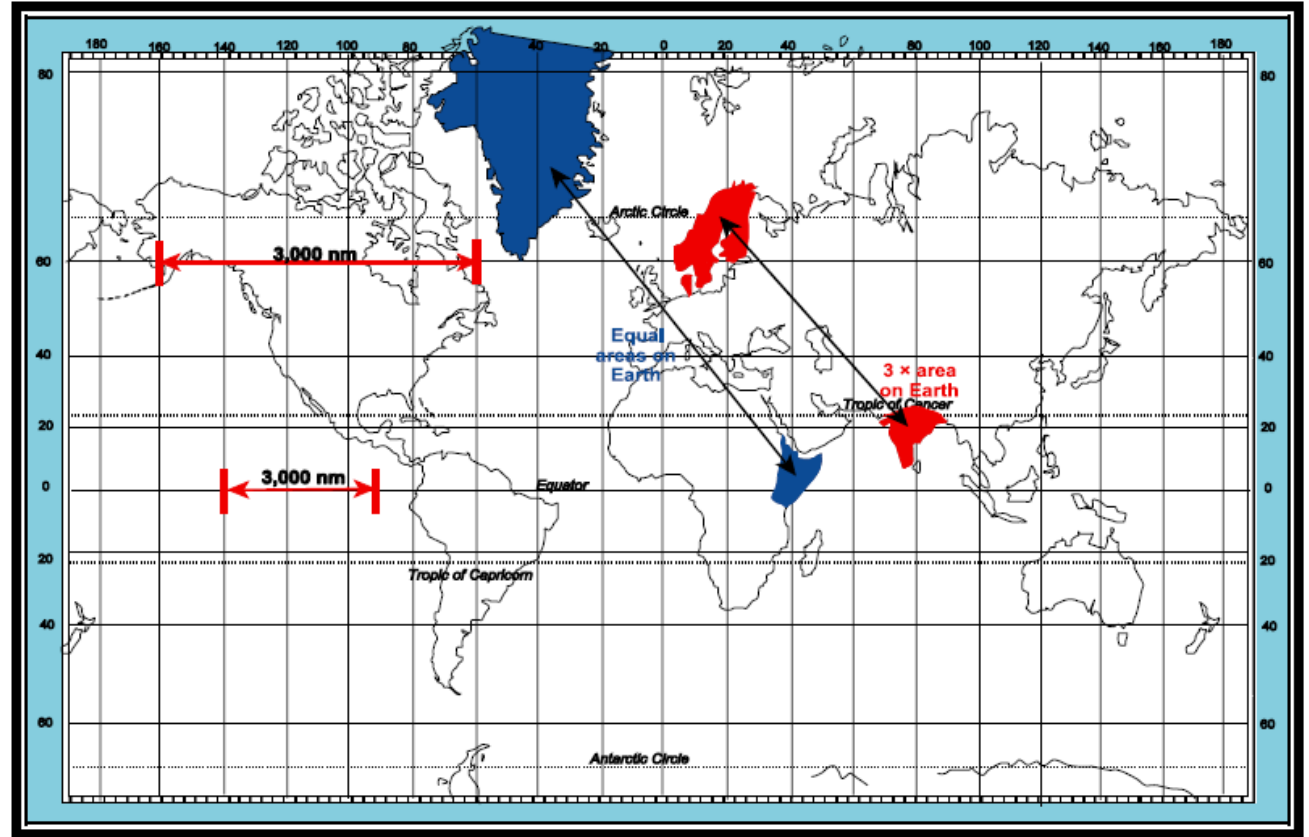 180 160 120 100 80 40 20 0 20 40 80 100 120 140 160 180
80 80
Arctic Circle
3,000 nm
60 60
Equal
areas on
Earth
40 40
3 × area
on Earth
Tropic of Cancer
20 20
3,000 nm
0 Equator 0
20 20
Tropic of Capricorn
40 40
60 60
Antarctic Circle